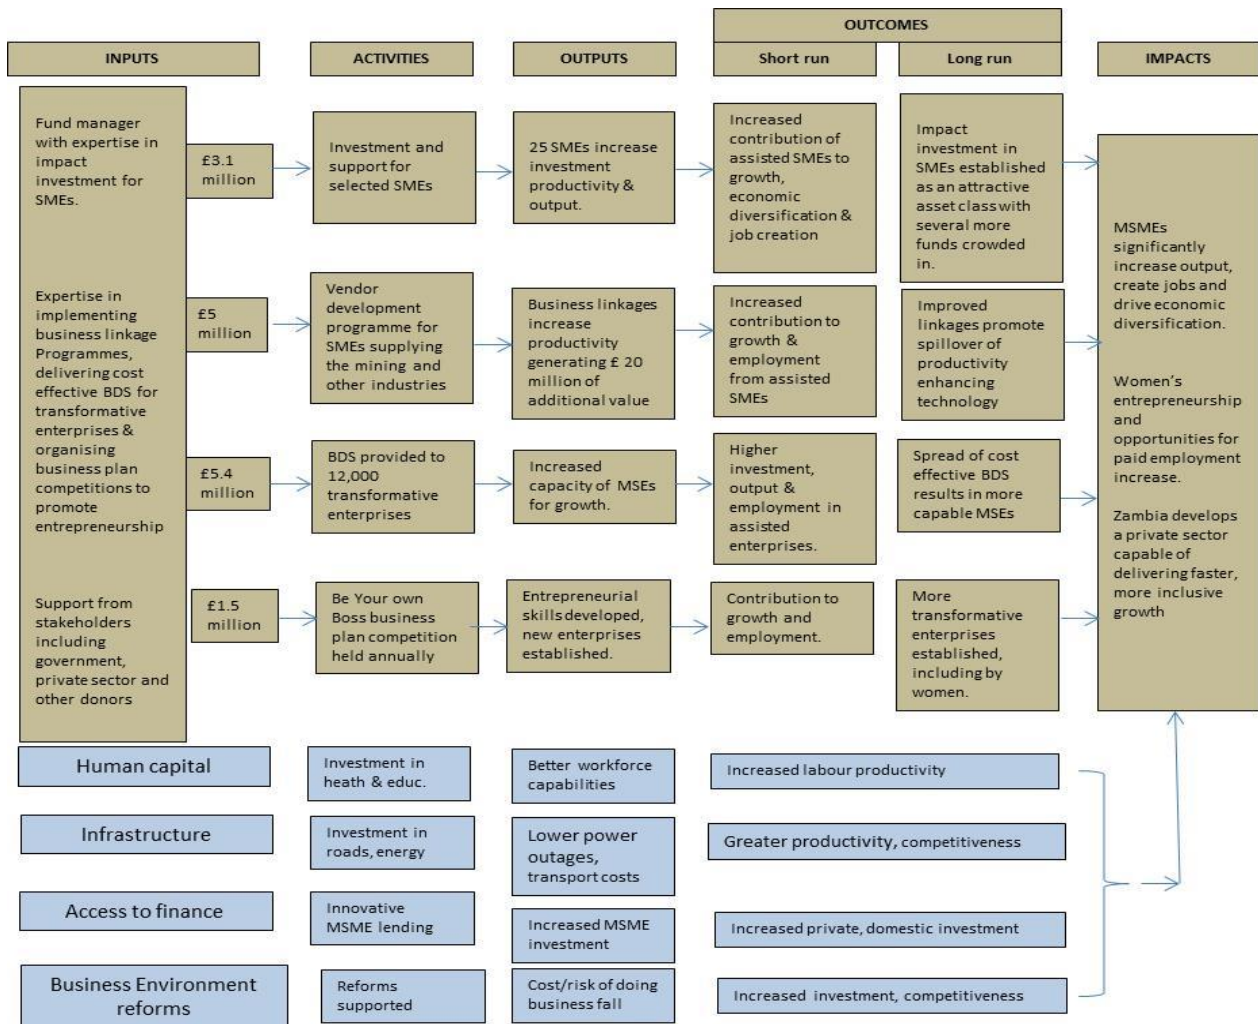 OUTCOMES
INPUTS
ACTIVITIES
OUTPUTS
Short run
Long run
IMPACTS
Fund manager
with expertise in
impact
investment for
SMEs.
Expertise in
implementing
business linkage
Programmes,
delivering cost
effective BDS for
transformative
enterprises &
organising
business plan
competitions to
promote
entrepreneurship
Support from
stakeholders
including
government,
private sector and
other donors
£3.1
million
Investment and
support for
selected SMEs
25 SMEs increase
investment
productivity &
output.
Increased
contribution of
assisted SMEs to
growth,
economic
diversification &
job creation
Impact
investment in
SMEs established
as an attractive
asset class with
several more
funds crowded
in.
£5
million
Vendor
development
programme for
SMEs supplying
the mining and
other industries
Business linkages
increase
productivity
generating £ 20
million of
additional value
Increased
contribution to
growth &
employment
from assisted
SMEs
Improved
linkages promote
spillover of
productivity
enhancing
technology
£5.4
million
BDS provided to
12,000
transformative
enterprises
Increased
capacity of MSEs
for growth.
Higher
investment,
output &
employment in
assisted
enterprises.
Spread of cost
effective BDS
results in more
capable MSEs
£1.5
million
Be Your own
Boss business
plan competition
held annually
Entrepreneurial
skills developed,
new enterprises
established.
Contribution to
growth and
employment.
More
transformative
enterprises
established,
including by
women.
MSMEs
significantly
increase output,
create jobs and
drive economic
diversification.
Women’s
entrepreneurship
and
opportunities for
paid employment
increase.
Zambia develops
a private sector
capable of
delivering faster,
more inclusive
growth
Human capital
Investment in
heath & educ.
Better workforce
capabilities
Increased labour productivity
Infrastructure
Investment in
roads, energy
Lower power
outages,
transport costs
Greater productivity, competitiveness
Access to finance
Innovative
MSME lending
Increased MSME
investment
Increased private, domestic investment
Business Environment
reforms
Reforms
supported
Cost/risk of doing
business fall
Increased investment, competitiveness